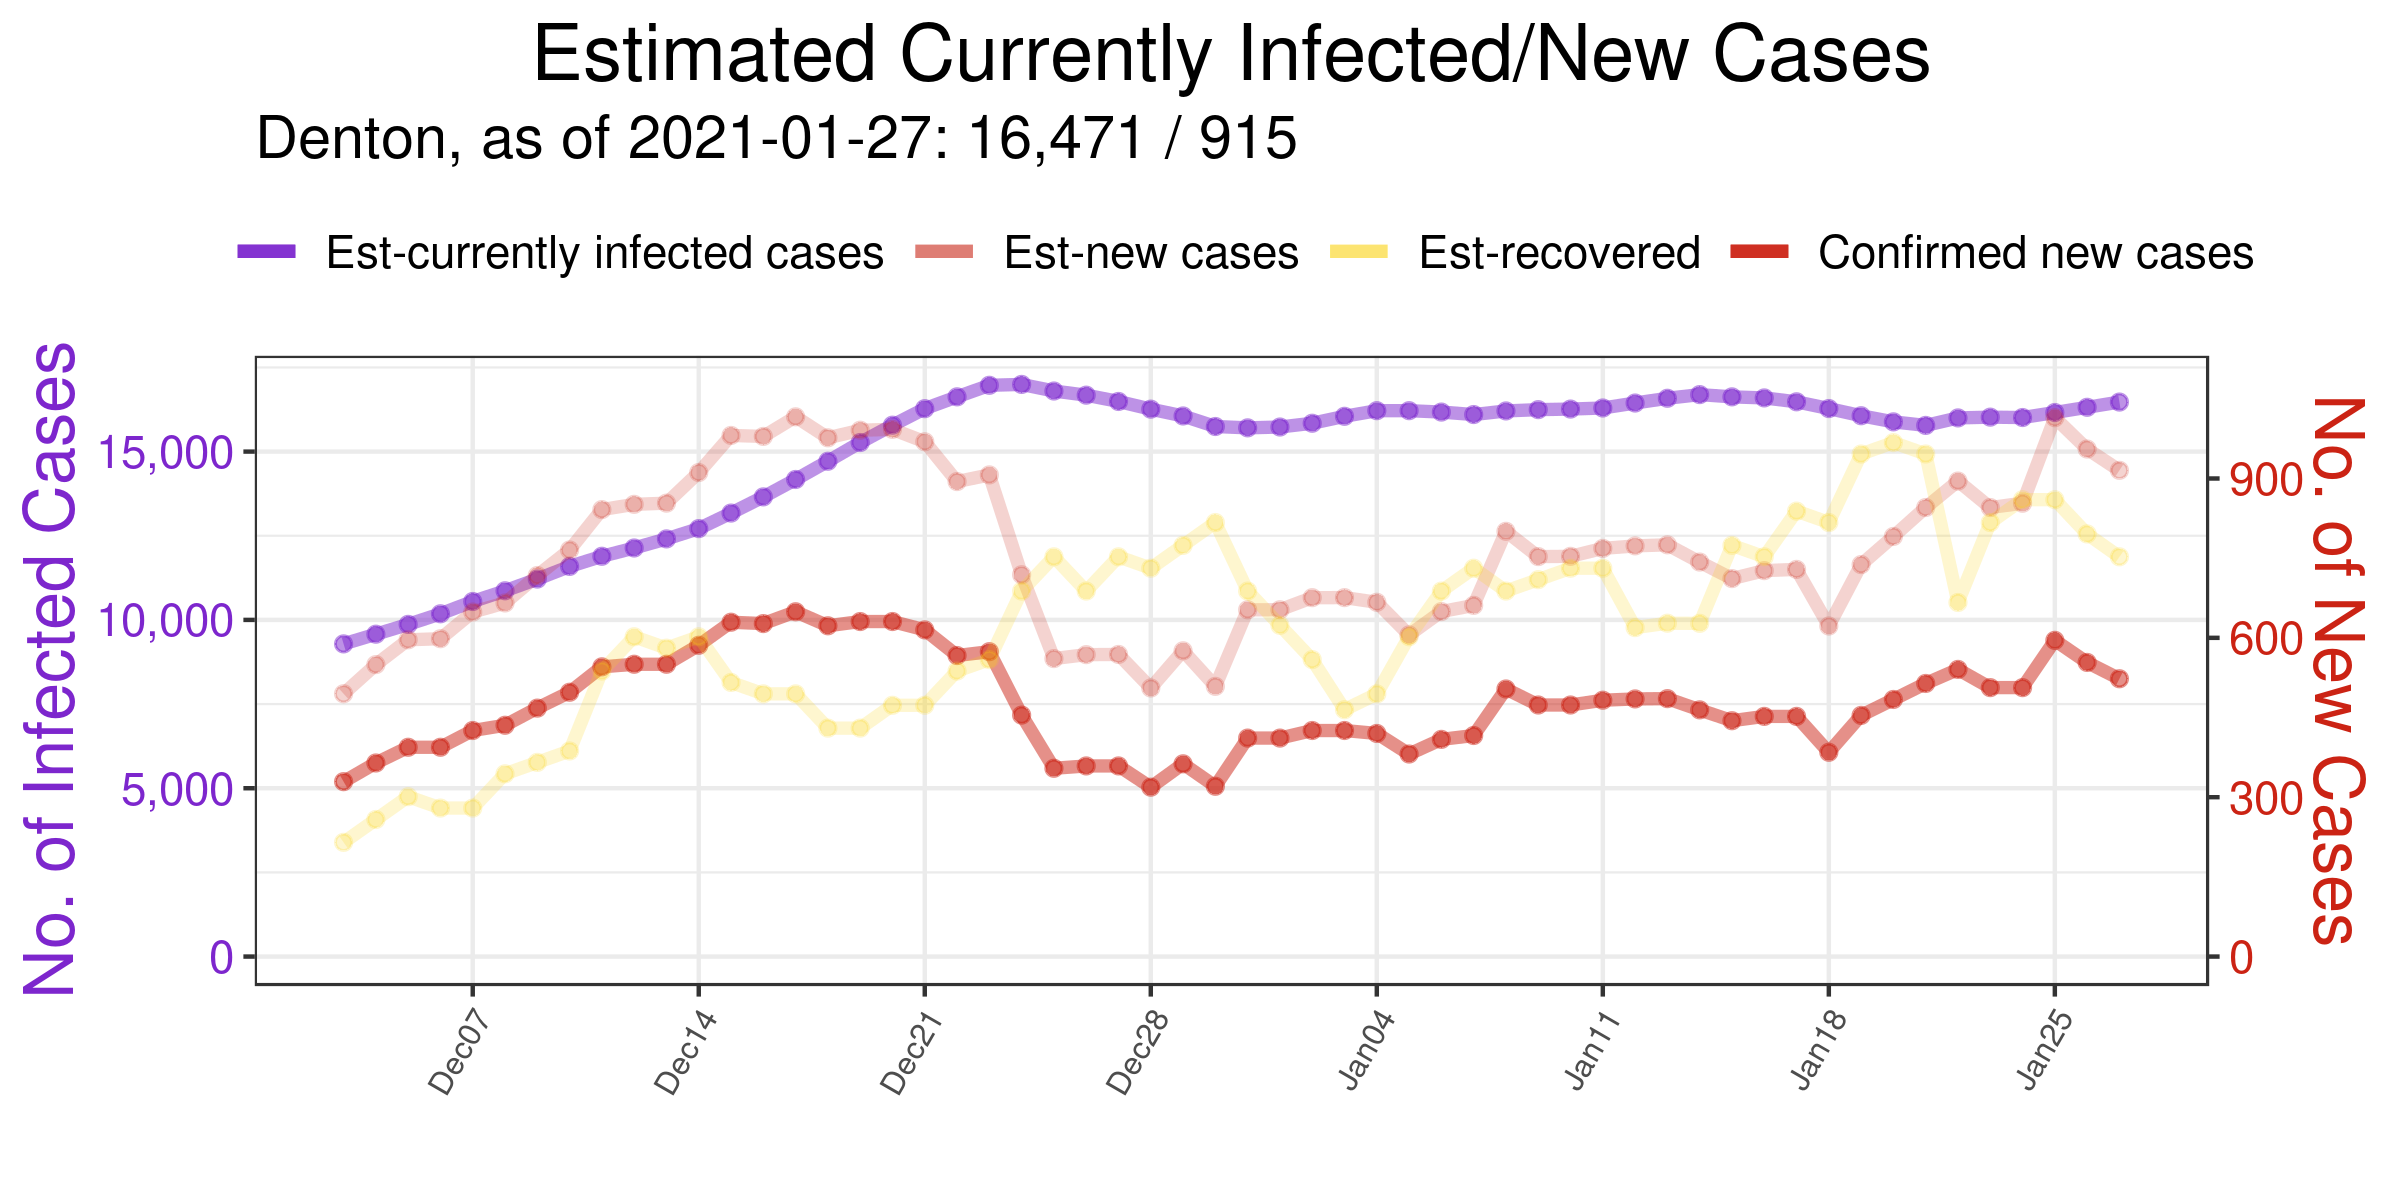 Estimated Currently Infected/New Cases
Denton, as of 2021-01-27: 16,471 / 915
Est-currently infected cases Est-new cases Est-recovered Confirmed new cases
No. of Infected Cases
15,000
10,000
5,000
0
900
600
300
0
No. of New Cases
Dec07 Dec14 Dec21 Dec28 Jan04 Jan11 Jan18 Jan25